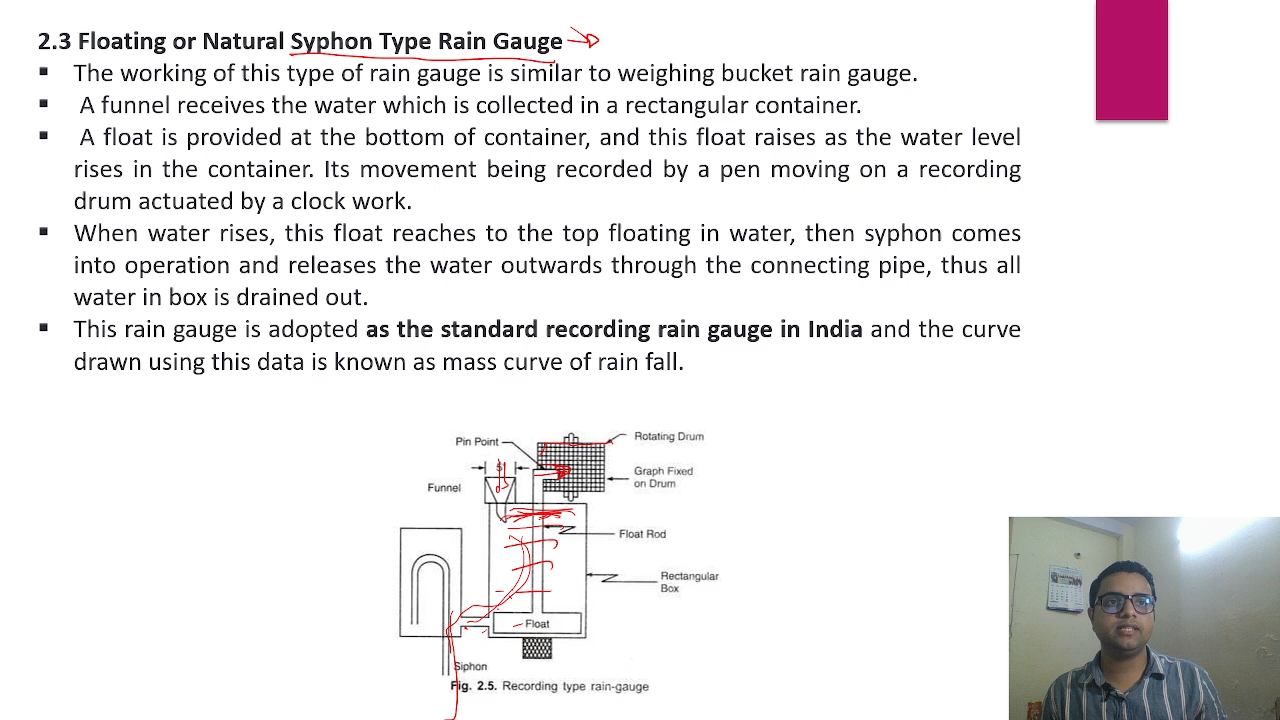 2.3 Floating or Natural Syphon Type Rain Gauge
▪ The working of this type of rain gauge is similar to weighing bucket rain gauge.
▪ A funnel receives the water which is collected in a rectangular container.
▪ A float is provided at the bottom of container, and this float raises as the water level
rises in the container. Its movement being recorded by a pen moving on a recording
drum actuated by a clock work.
▪ When water rises, this float reaches to the top floating in water, then syphon comes
into operation and releases the water outwards through the connecting pipe, thus all
water in box is drained out.
▪ This rain gauge is adopted as the standard recording rain gauge in India and the curve
drawn using this data is known as mass curve of rain fall.
Pin Point
Rotating Drum
Graph Fixed
on Drum
Funnel
Float Rod
Rectangular
Box
Float
Siphon
Fig. 2.5. Recording type rain-gauge